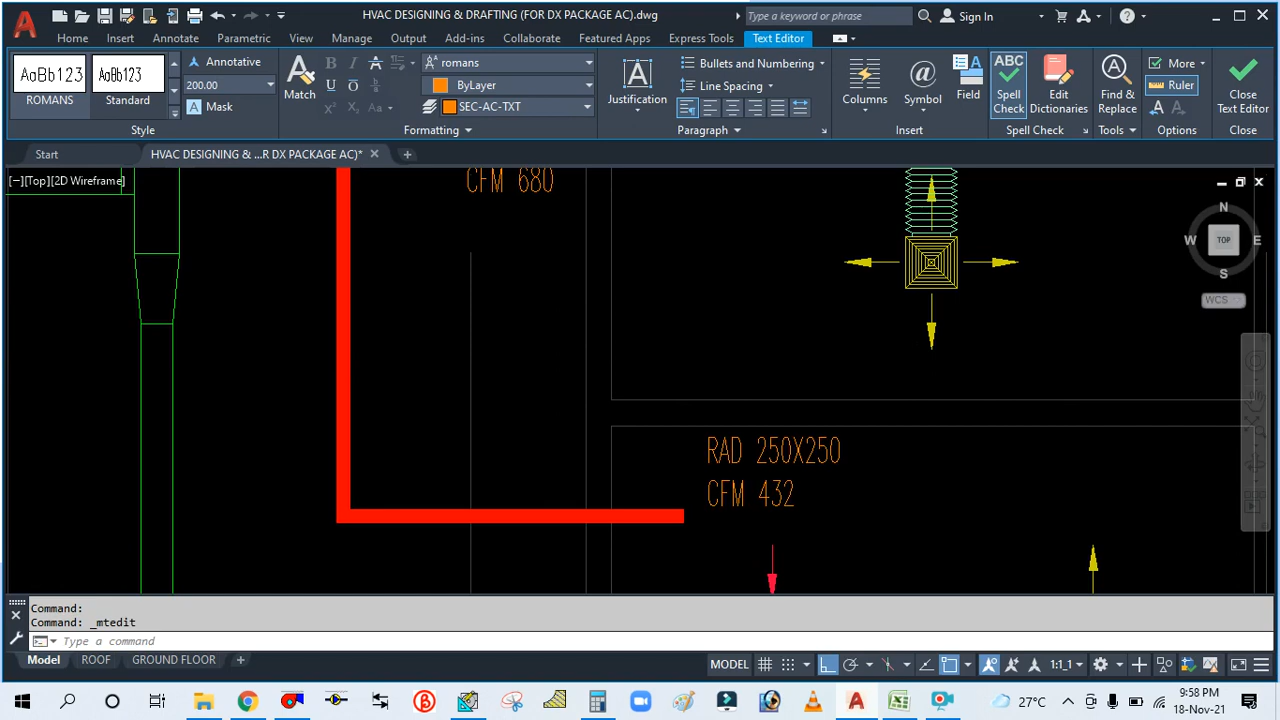 HVAC DESIGNING & DRAFTING (FOR DX PACKAGE AC).dwg
Type a keyword or phrase
Sign In
Home Insert Annotate Parametric View Manage Output Add-ins Collaborate Featured Apps Express Tools Text Editor
AaBb123 AaBb123 Annotative romans Bullets and Numbering More
ROMANS Standard 200.00 Match ByLayer Justification Line Spacing Columns Symbol Field Spell Check Edit Dictionaries Find & Replace Ruler Close Text Editor
Mask SEC-AC-TXT
Style Formatting Paragraph Insert Spell Check Tools Options Close
Start HVAC DESIGNING & ...R DX PACKAGE AC)*
[−][Top][2D Wireframe]
CFM 680
N
W TOP E
S
WCS
RAD 250X250
CFM 432
Command:
Command: _mtedit
Type a command
Model ROOF GROUND FLOOR MODEL 1:1_1
27°C 9:58 PM
18-Nov-21